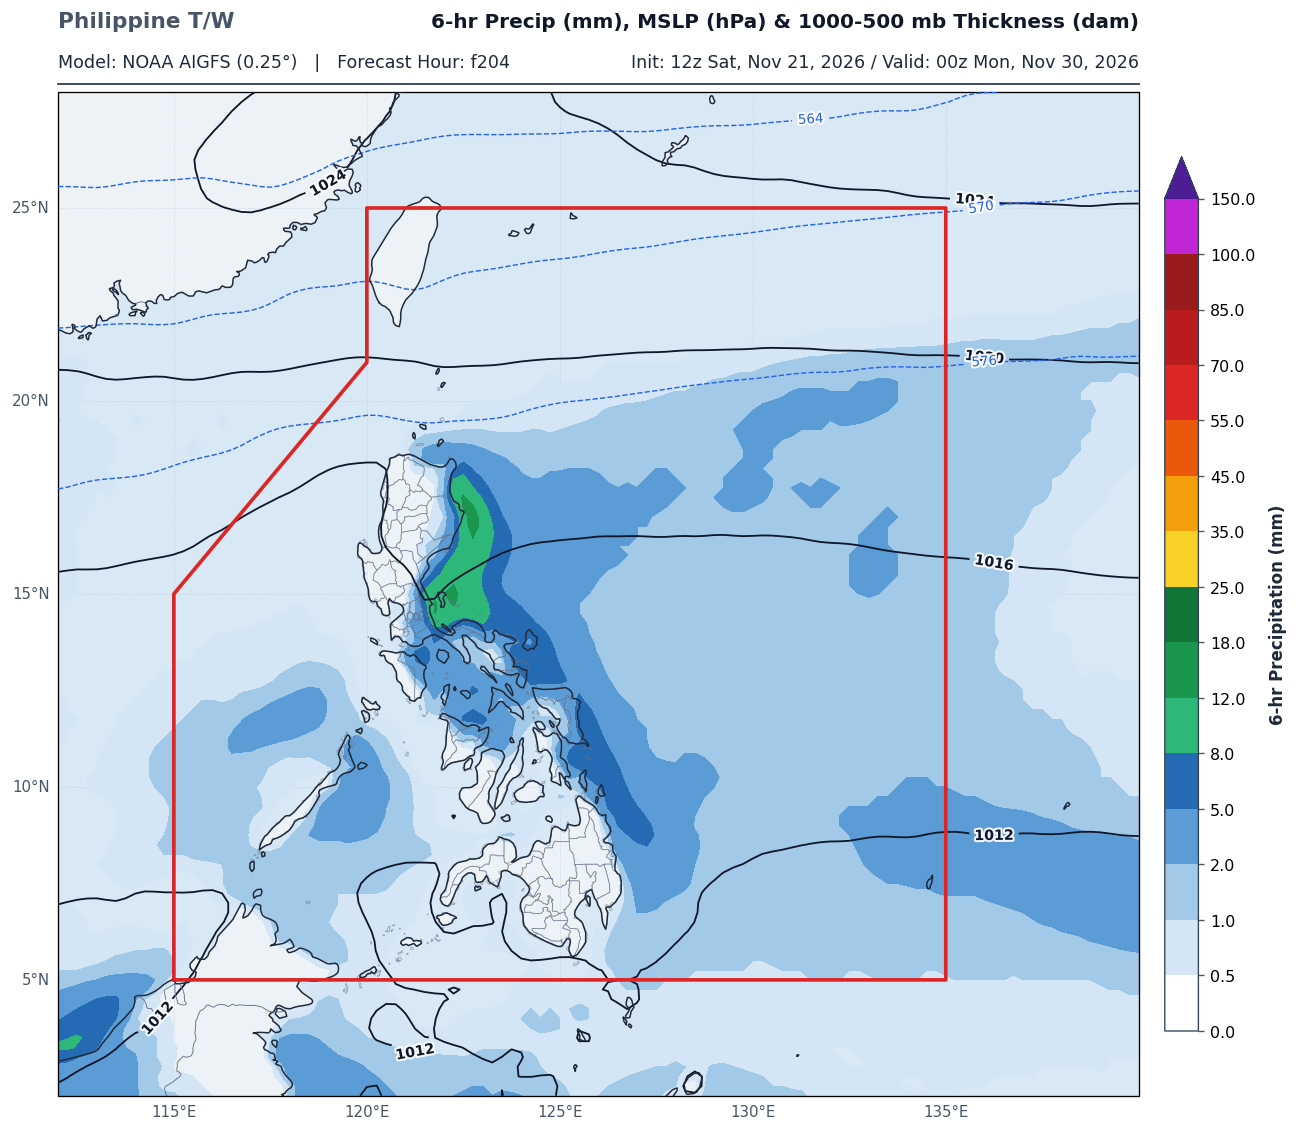 Philippine T/W
6-hr Precip (mm), MSLP (hPa) & 1000-500 mb Thickness (dam)
Model: NOAA AIGFS (0.25°) | Forecast Hour: f204
Init: 12z Sat, Nov 21, 2026 / Valid: 00z Mon, Nov 30, 2026
564
1024
1024
570
1020
576
1016
1012
1012
1012
25°N
20°N
15°N
10°N
5°N
115°E
120°E
125°E
130°E
135°E
150.0
100.0
85.0
70.0
55.0
45.0
35.0
25.0
18.0
12.0
8.0
5.0
2.0
1.0
0.5
0.0
6-hr Precipitation (mm)